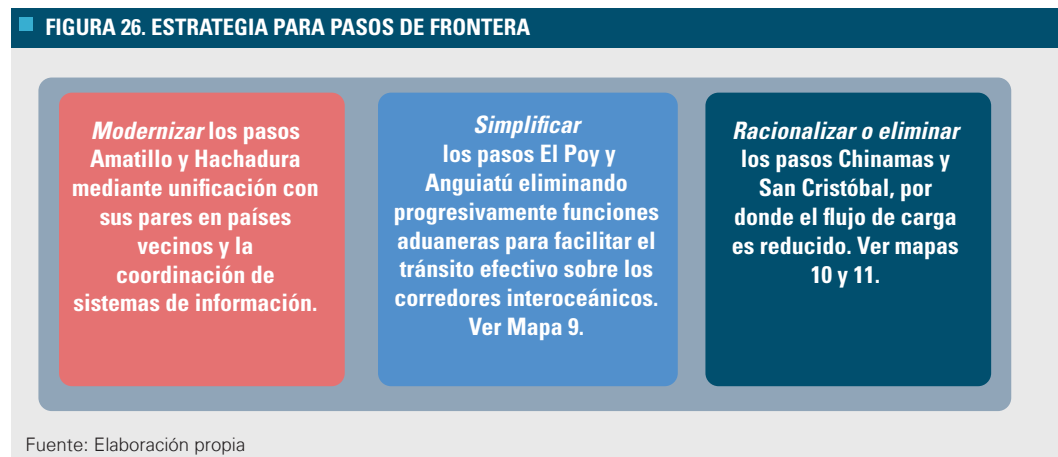 FIGURA 26. ESTRATEGIA PARA PASOS DE FRONTERA
Modernizar los pasos
Amatillo y Hachadura
mediante unificación con
sus pares en países
vecinos y la
coordinación de
sistemas de información.
Simplificar
los pasos El Poy y
Anguiatú eliminando
progresivamente funciones
aduaneras para facilitar el
tránsito efectivo sobre los
corredores interoceánicos.
Ver Mapa 9.
Racionalizar o eliminar
los pasos Chinamas y
San Cristóbal, por
donde el flujo de carga
es reducido. Ver mapas
10 y 11.
Fuente: Elaboración propia